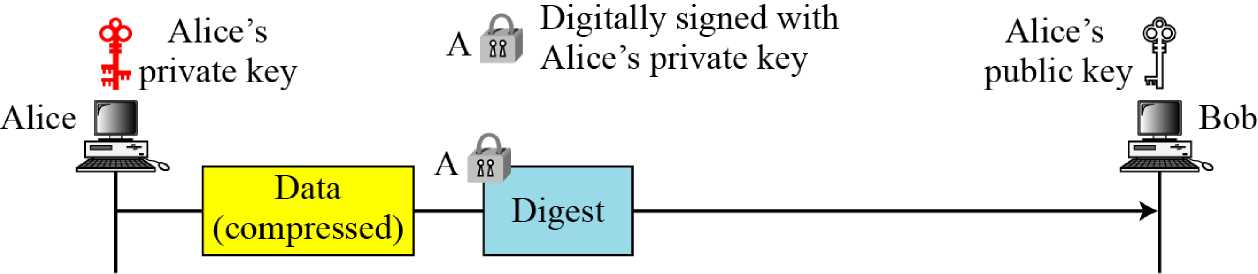 Alice’s
private key
A
Digitally signed with
Alice’s private key
Alice’s
public key
Alice
Bob
A
Data
(compressed)
Digest